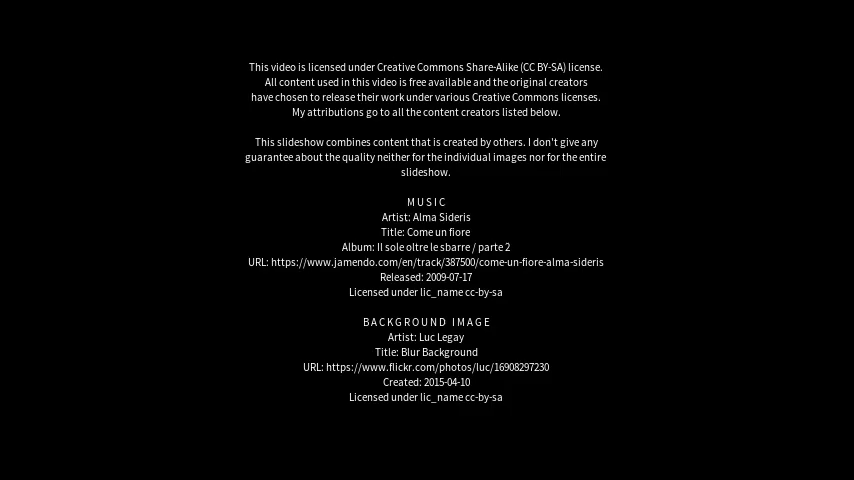 This video is licensed under Creative Commons Share-Alike (CC BY-SA) license.
All content used in this video is free available and the original creators
have chosen to release their work under various Creative Commons licenses.
My attributions go to all the content creators listed below.
This slideshow combines content that is created by others. I don't give any
guarantee about the quality neither for the individual images nor for the entire
slideshow.
MUSIC
Artist: Alma Sideris
Title: Come un fiore
Album: Il sole oltre le sbarre / parte 2
URL: https://www.jamendo.com/en/track/387500/come-un-fiore-alma-sideris
Released: 2009-07-17
Licensed under lic_name cc-by-sa
BACKGROUND IMAGE
Artist: Luc Legay
Title: Blur Background
URL: https://www.flickr.com/photos/luc/16908297230
Created: 2015-04-10
Licensed under lic_name cc-by-sa